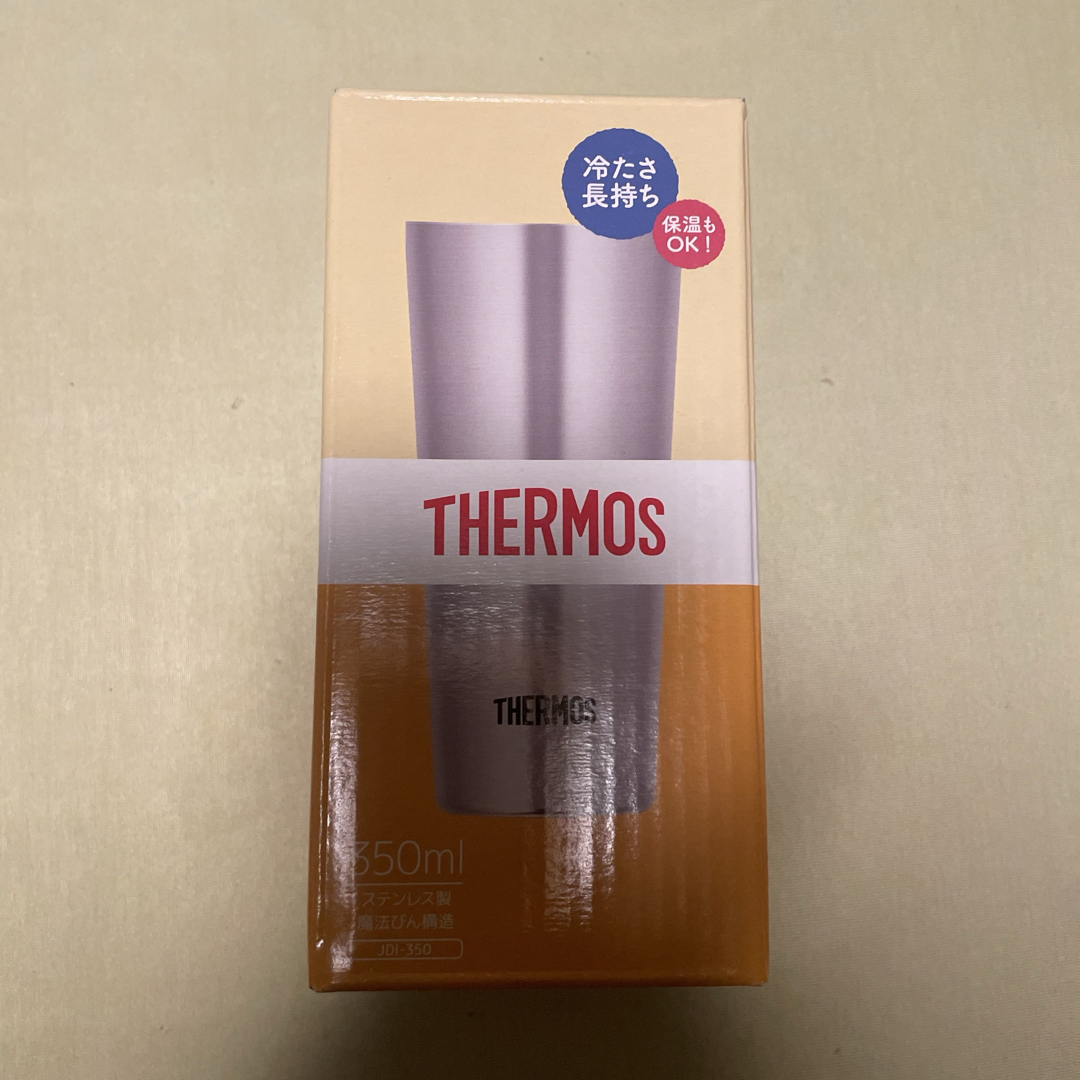 冷たさ
長持ち
保温も
OK!
THERMOS
THERMOS
350ml
ステンレス製
魔法びん構造
JDI-350